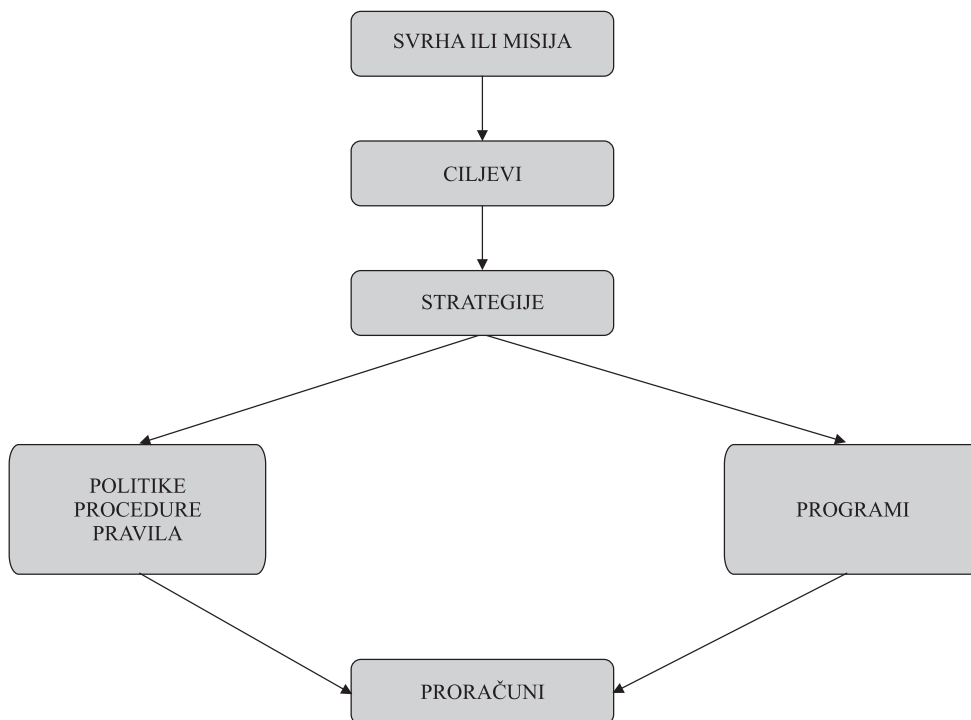 SVRHA ILI MISIJA
CILJEVI
STRATEGIJE
POLITIKE
PROCEDURE
PRAVILA
PROGRAMI
PRORAČUNI